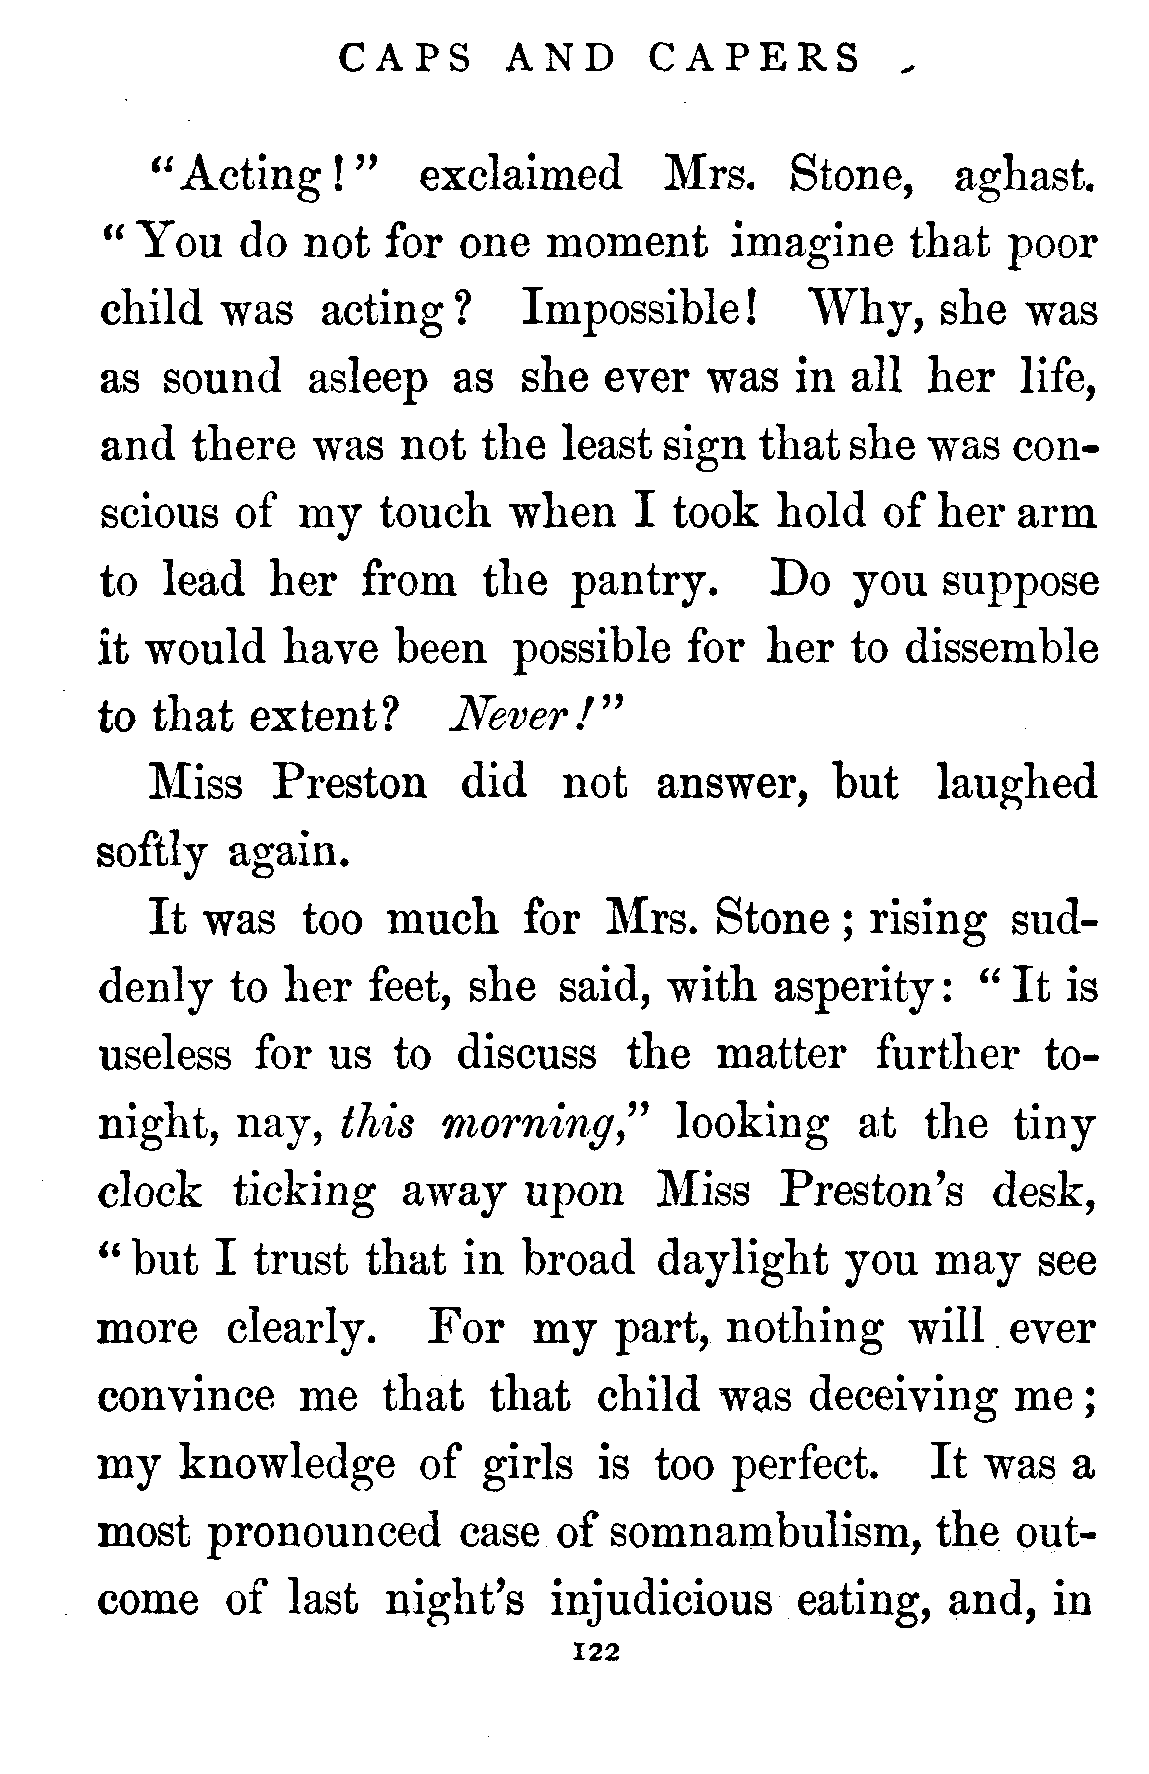 CAPS AND CAPERS
"Acting!" exclaimed Mrs. Stone, aghast.
"You do not for one moment imagine that poor
child was acting? Impossible! Why, she was
as sound asleep as she ever was in all her life,
and there was not the least sign that she was con-
scious of my touch when I took hold of her arm
to lead her from the pantry. Do you suppose
it would have been possible for her to dissemble
to that extent? Never!"
Miss Preston did not answer, but laughed
softly again.
It was too much for Mrs. Stone; rising sud-
denly to her feet, she said, with asperity: "It is
useless for us to discuss the matter further to-
night, nay, this morning," looking at the tiny
clock ticking away upon Miss Preston's desk,
"but I trust that in broad daylight you may see
more clearly. For my part, nothing will ever
convince me that that child was deceiving me;
my knowledge of girls is too perfect. It was a
most pronounced case of somnambulism, the out-
come of last night's injudicious eating, and, in
122